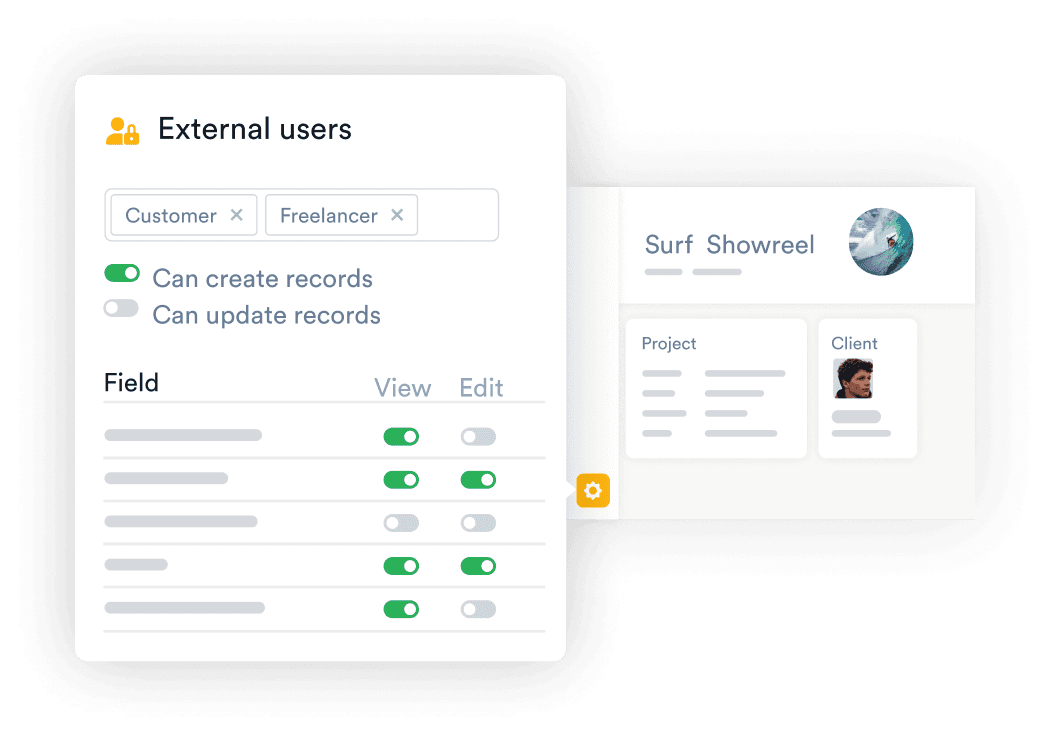 External users
Customer × Freelancer ×
Can create records
Can update records
Field View Edit
Surf Showreel
Project
Client